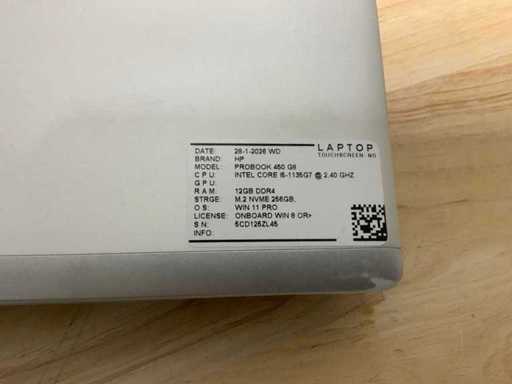 LAPTOP
TOUCHSCREEN: NO
DATE: 28-1-2026 WD
BRAND: HP
MODEL: PROBOOK 450 G8
CPU: INTEL CORE I5-1135G7 @ 2.40 GHZ
GPU:
RAM: 12GB DDR4
STRGE: M.2 NVME 256GB,
OS: WIN 11 PRO
LICENSE: ONBOARD WIN 8 OR>
SN: 5CD125ZL45
INFO: